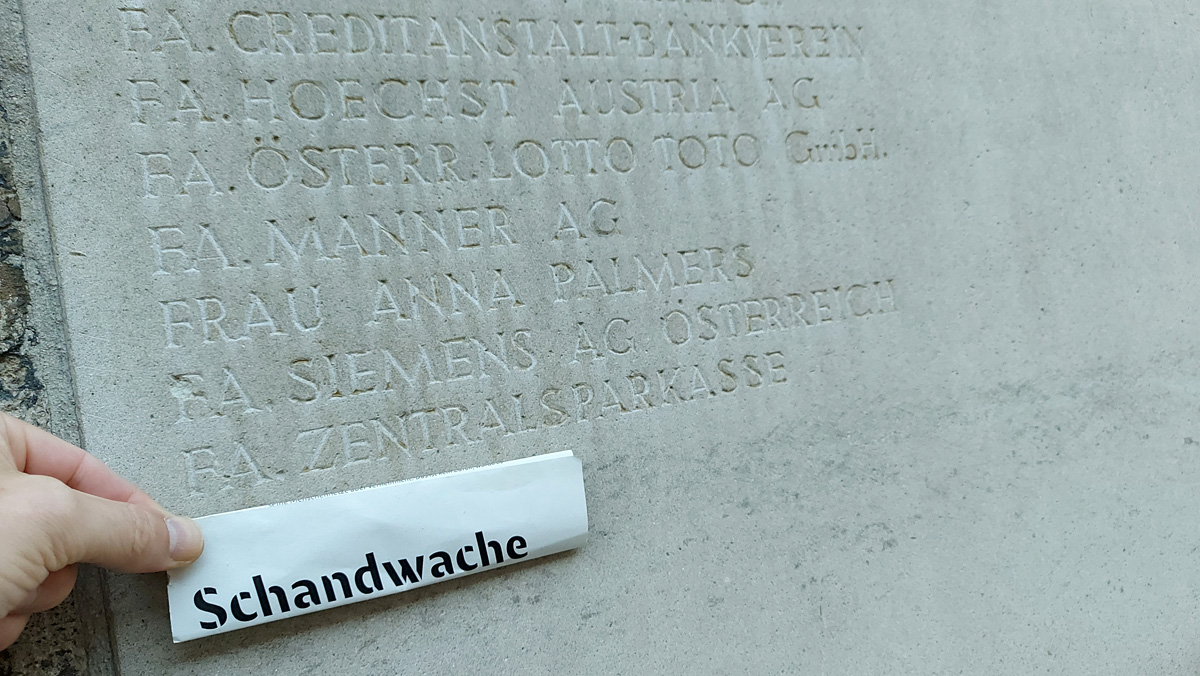 FA. CREDITANSTALT-BANKVEREIN
FA. HOECHST AUSTRIA AG
FA. ÖSTERR. LOTTO TOTO GmbH.
FA. MANNER AG
FRAU ANNA PALMERS
FA. SIEMENS AG ÖSTERREICH
FA. ZENTRALSPARKASSE
Schandwache